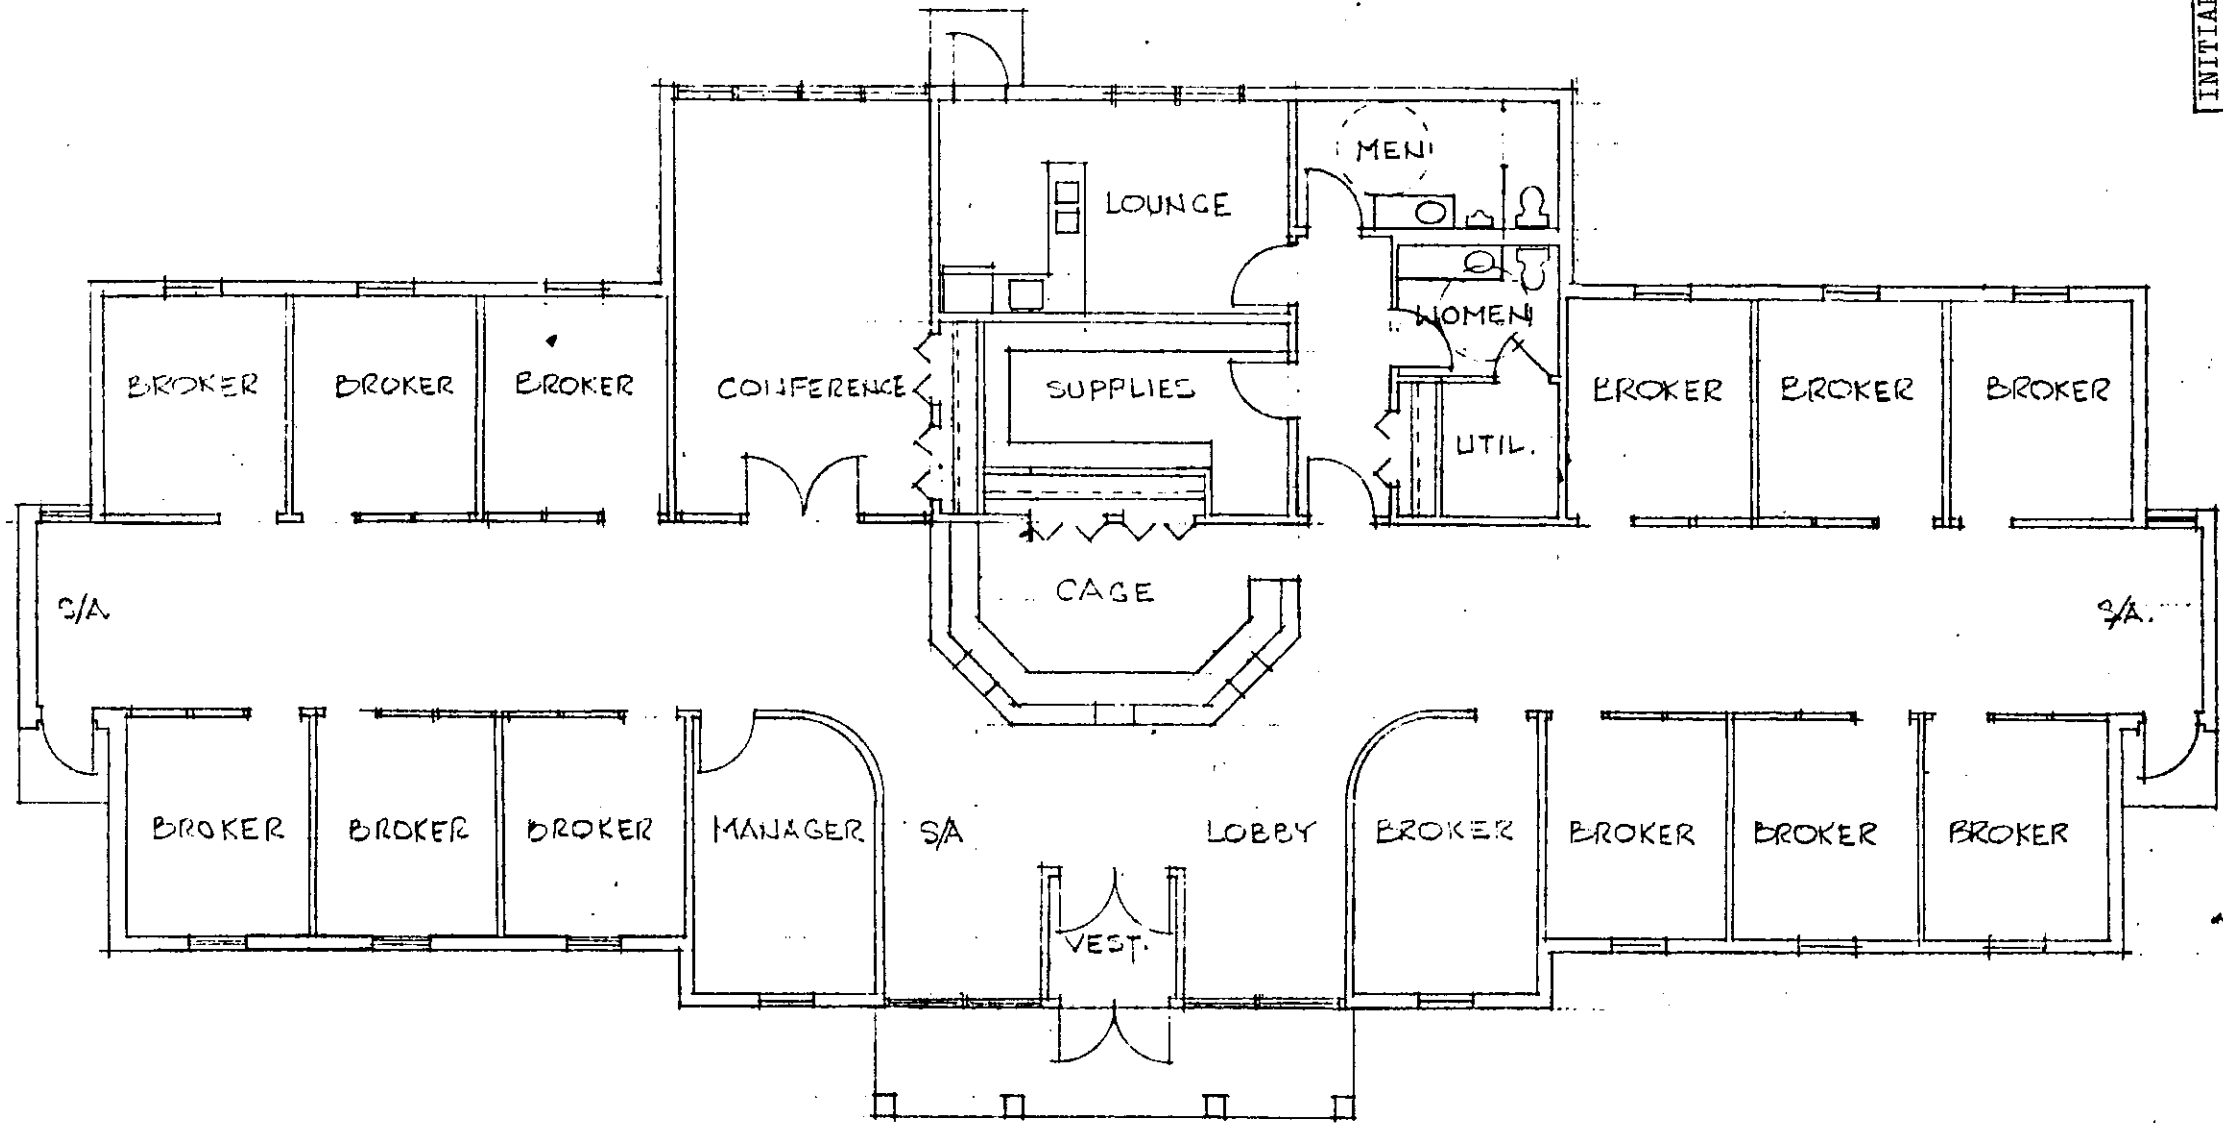 INITIAL
MEN
LOUNGE
WOMEN
BROKER
BROKER
BROKER
CONFERENCE
SUPPLIES
BROKER
BROKER
BROKER
UTIL.
CAGE
S/A
S/A.
BROKER
BROKER
BROKER
MANAGER
S/A
LOBBY
BROKER
BROKER
BROKER
BROKER
VEST.